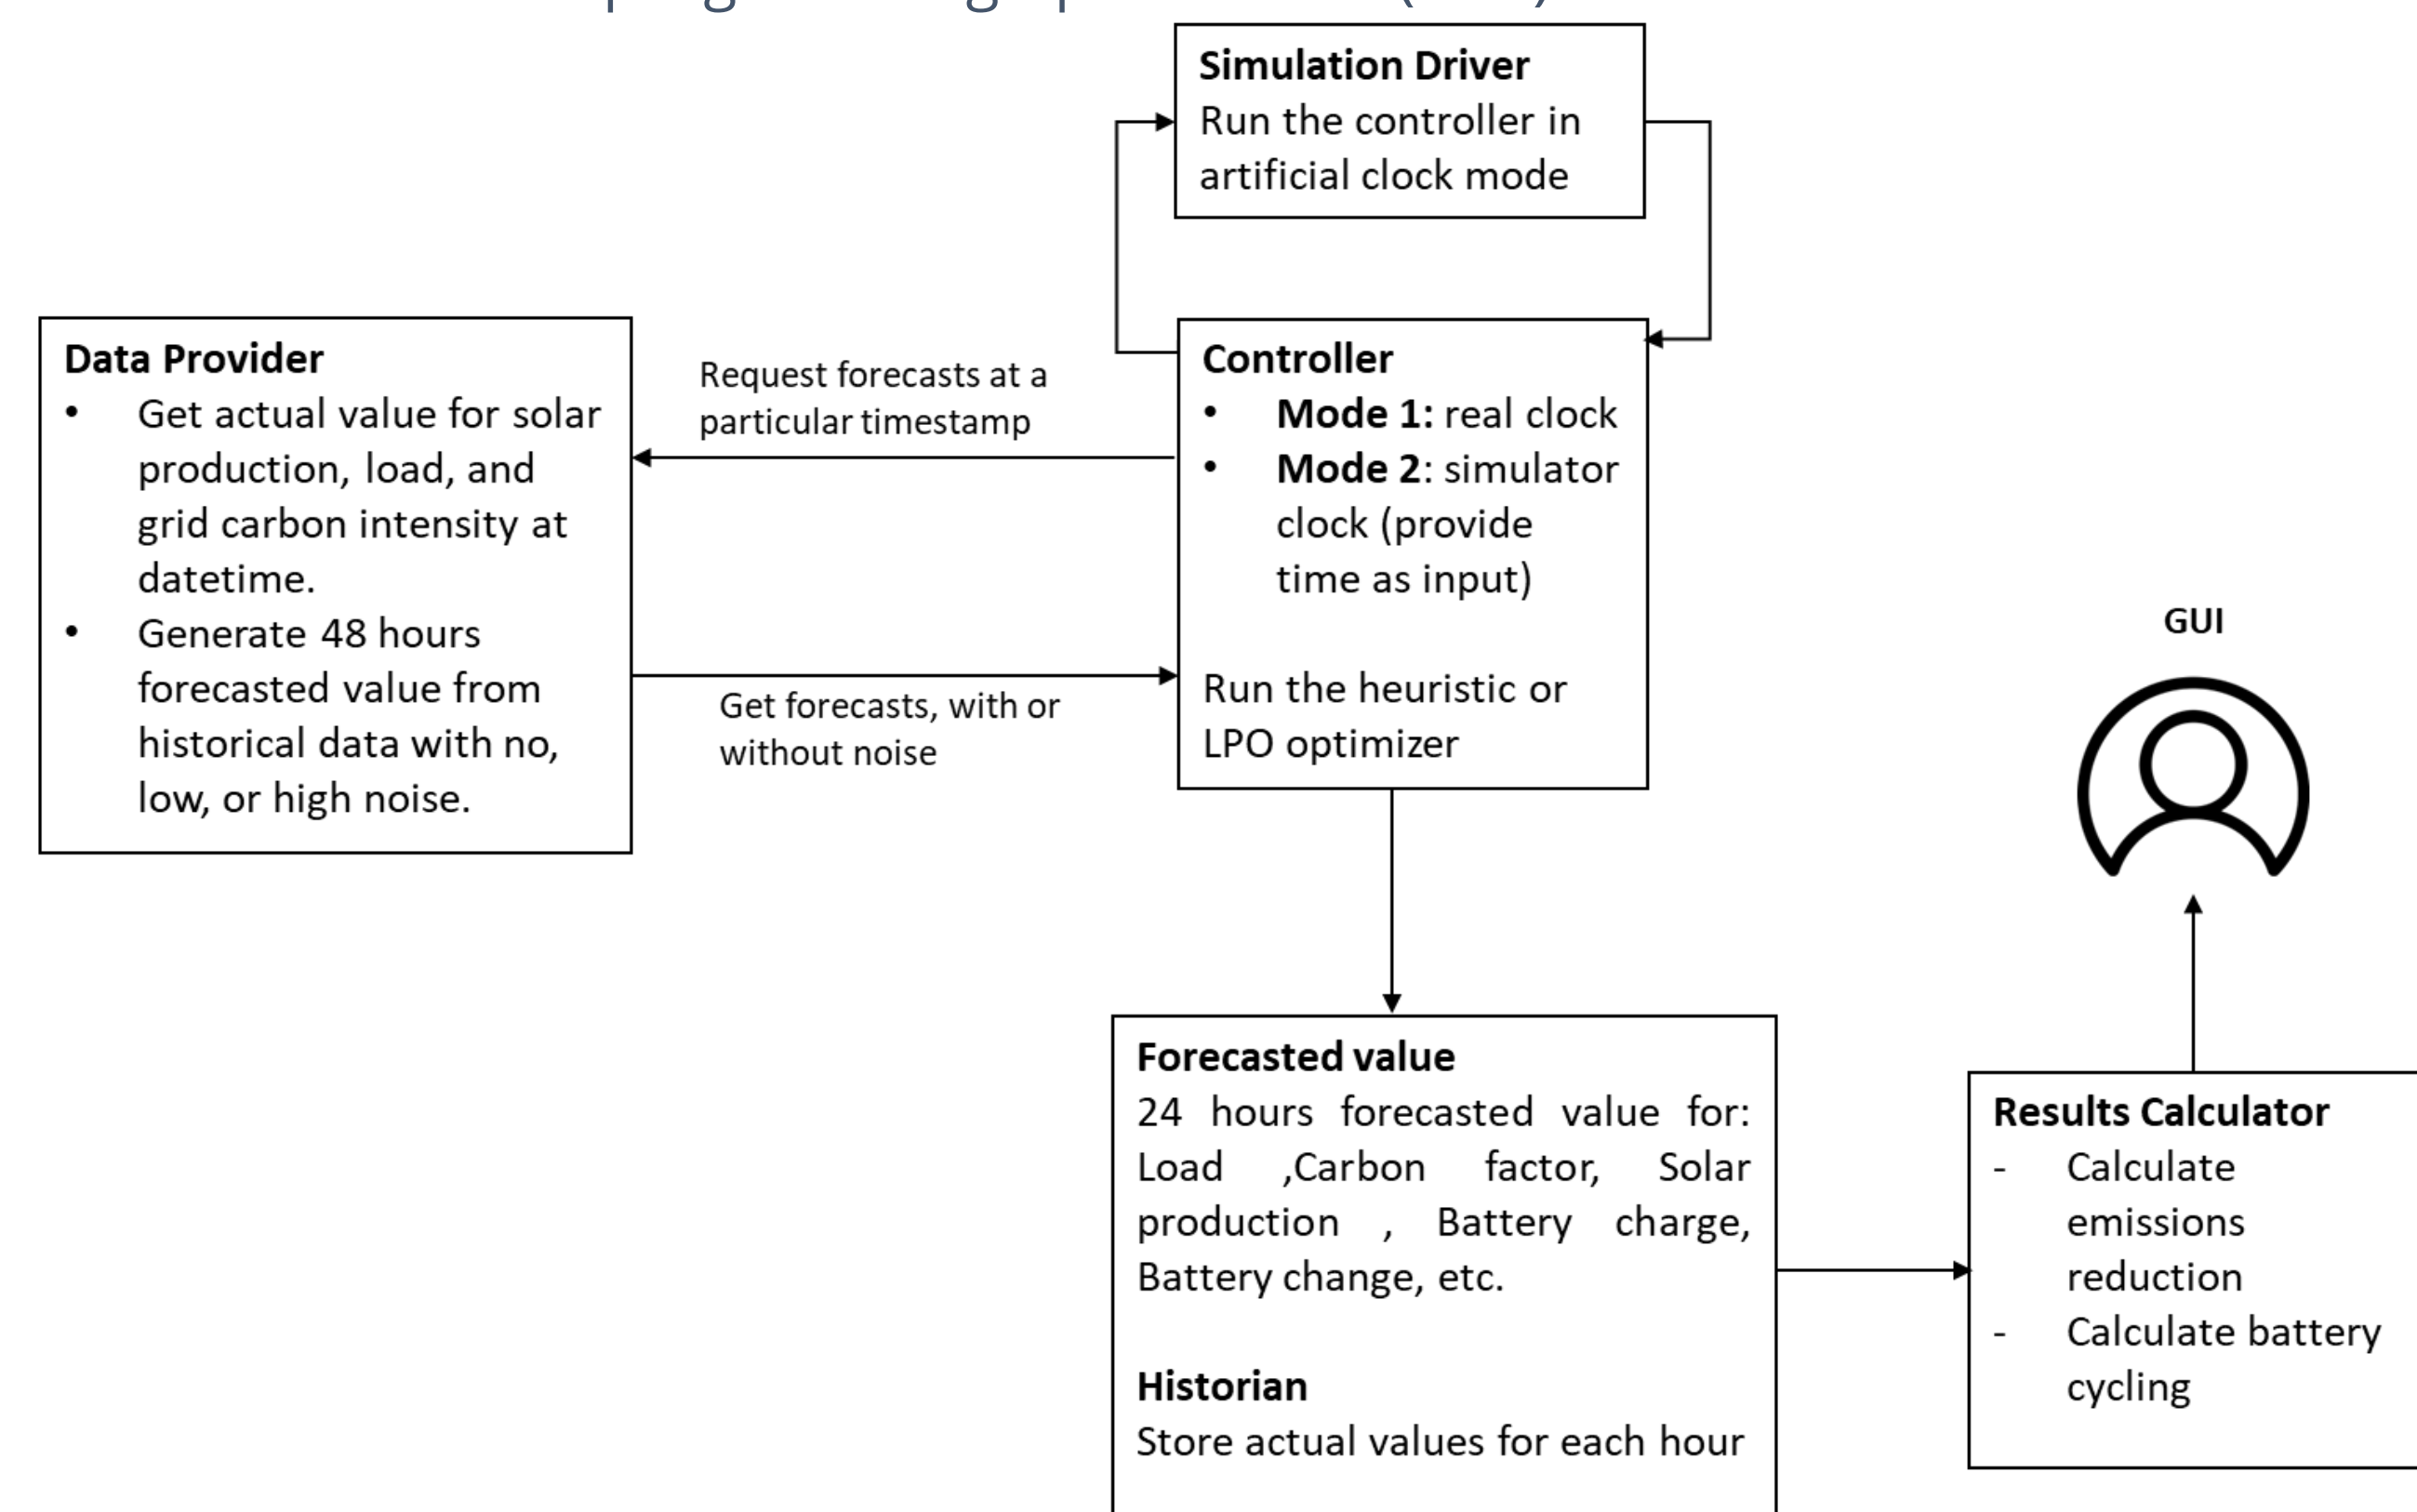 Simulation Driver
Run the controller in
artificial clock mode
Data Provider
• Get actual value for solar
production, load, and
grid carbon intensity at
datetime.
• Generate 48 hours
forecasted value from
historical data with no,
low, or high noise.
Request forecasts at a
particular timestamp
Get forecasts, with or
without noise
Controller
• Mode 1: real clock
• Mode 2: simulator
clock (provide
time as input)
Run the heuristic or
LPO optimizer
GUI
Forecasted value
24 hours forecasted value for:
Load ,Carbon factor, Solar
production , Battery charge,
Battery change, etc.
Historian
Store actual values for each hour
Results Calculator
- Calculate
emissions
reduction
- Calculate battery
cycling